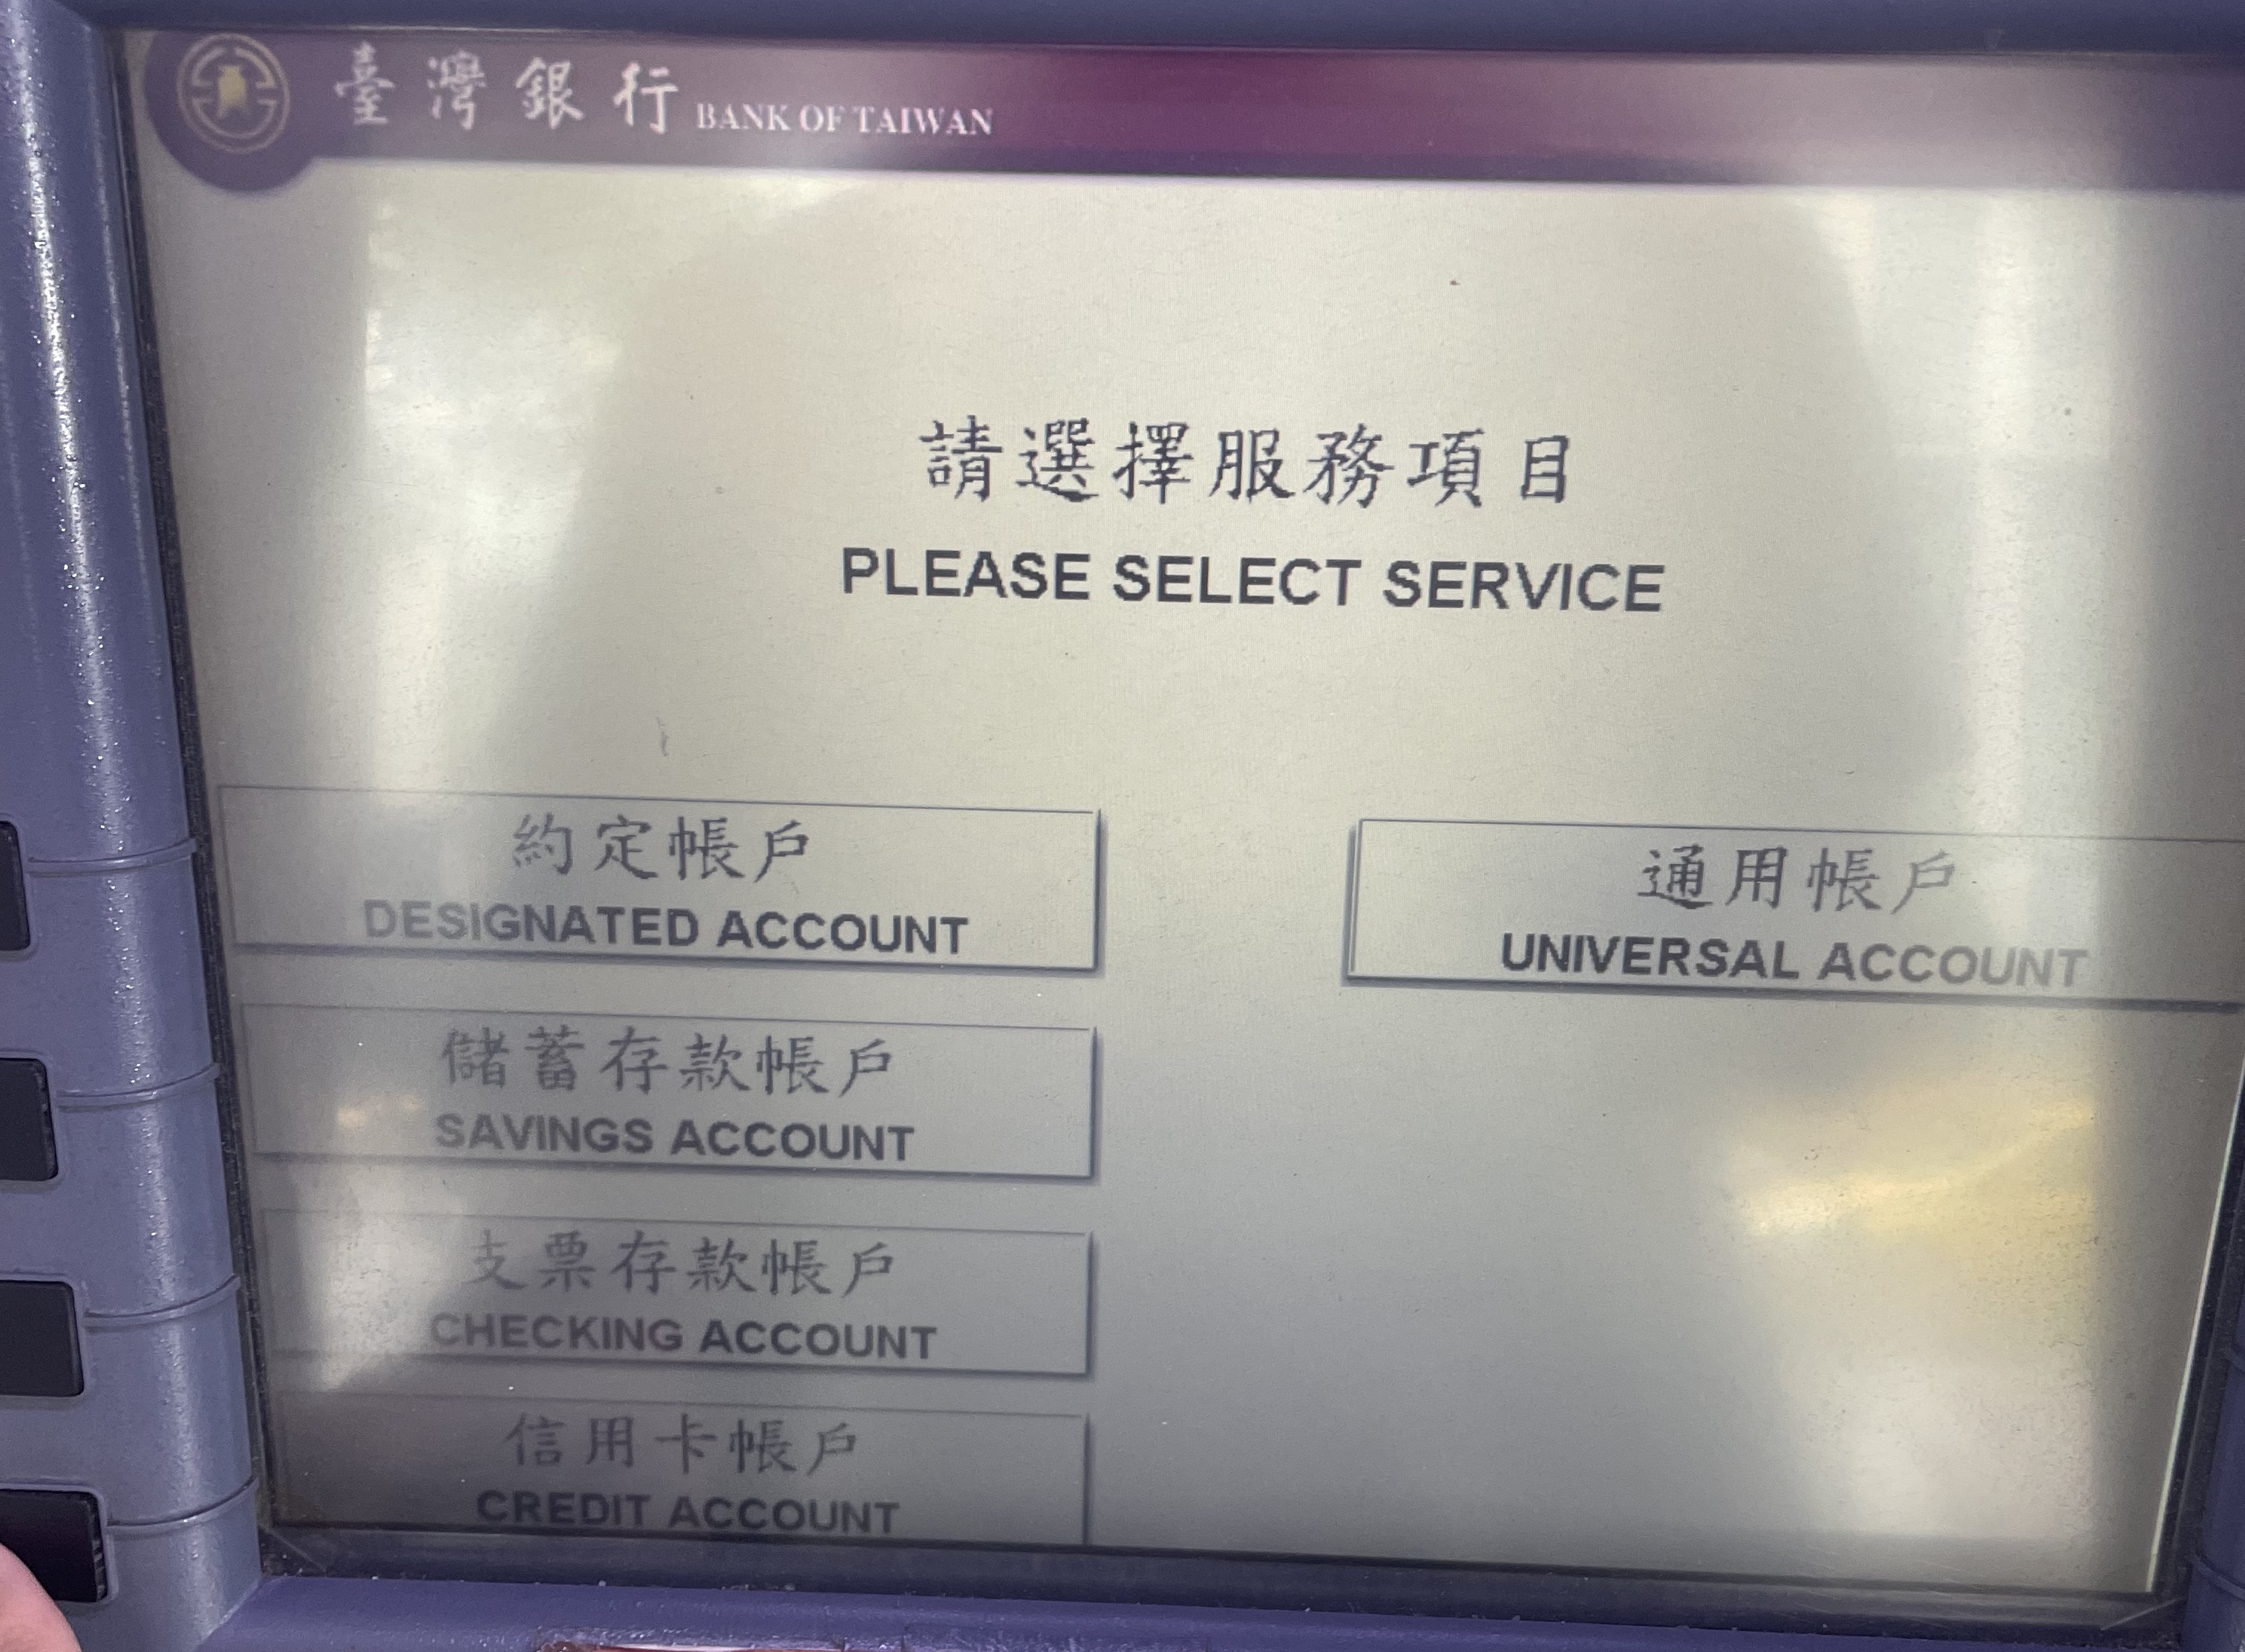 臺灣銀行 BANK OF TAIWAN
請選擇服務項目
PLEASE SELECT SERVICE
約定帳戶
DESIGNATED ACCOUNT
通用帳戶
UNIVERSAL ACCOUNT
儲蓄存款帳戶
SAVINGS ACCOUNT
支票存款帳戶
CHECKING ACCOUNT
信用卡帳戶
CREDIT ACCOUNT